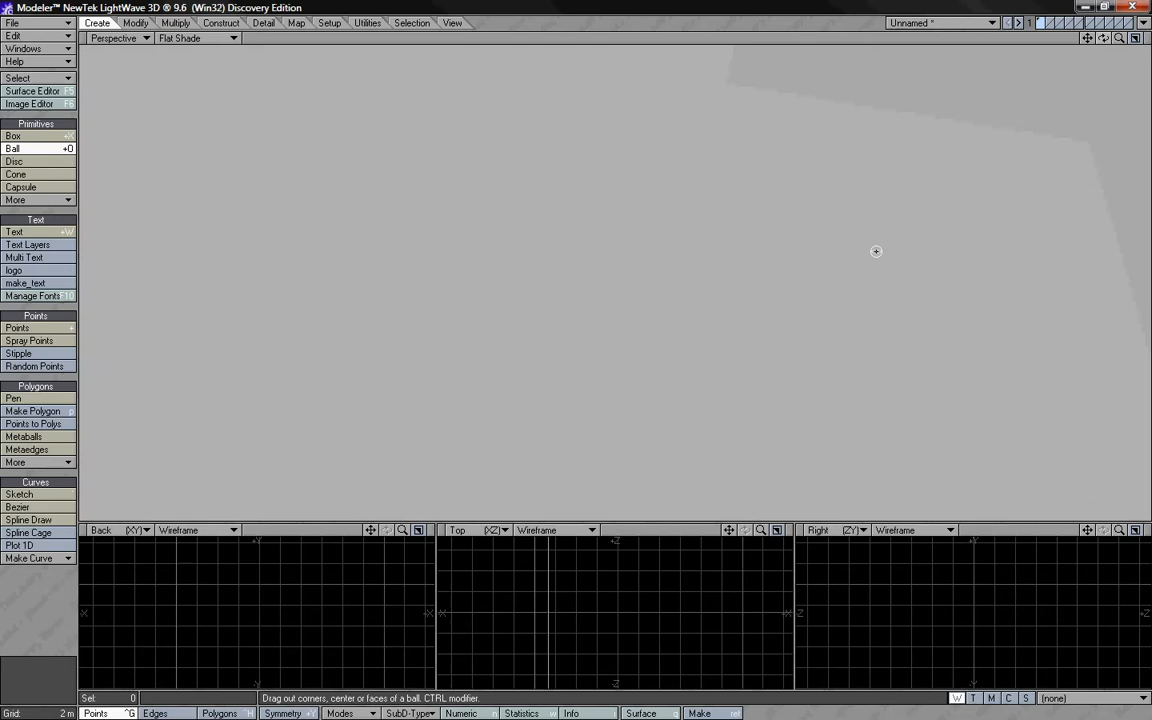 Modeler™ NewTek LightWave 3D ® 9.6 (Win32) Discovery Edition
File Create Modify Multiply Construct Detail Map Setup Utilities Selection View Unnamed * 1
Edit Perspective Flat Shade
Windows
Help
Select
Surface Editor F5
Image Editor F6
Primitives
Box +X
Ball +O
Disc
Cone
Capsule
More
Text
Text +W
Text Layers
Multi Text
logo
make_text
Manage Fonts F10
Points
Points +
Spray Points
Stipple
Random Points
Polygons
Pen
Make Polygon p
Points to Polys
Metaballs
Metaedges
More
Curves
Sketch
Bezier
Spline Draw
Spline Cage
Plot 1D
Make Curve
Back (XY) Wireframe Top (XZ) Wireframe Right (ZY) Wireframe
Sel: 0 Drag out corners, center or faces of a ball. CTRL modifier. W T M C S (none)
Grid: 2 m Points ^G Edges Polygons ^H Symmetry +Y Modes SubD-Type Numeric n Statistics w Info i Surface q Make ret